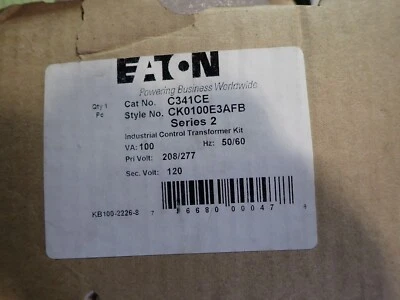 EATON
Powering Business Worldwide
Qty 1 Cat No. C341CE
Pc Style No. CK0100E3AFB
Series 2
Industrial Control Transformer Kit
VA: 100 Hz: 50/60
Pri Volt: 208/277
Sec. Volt: 120
KB100-2226-8